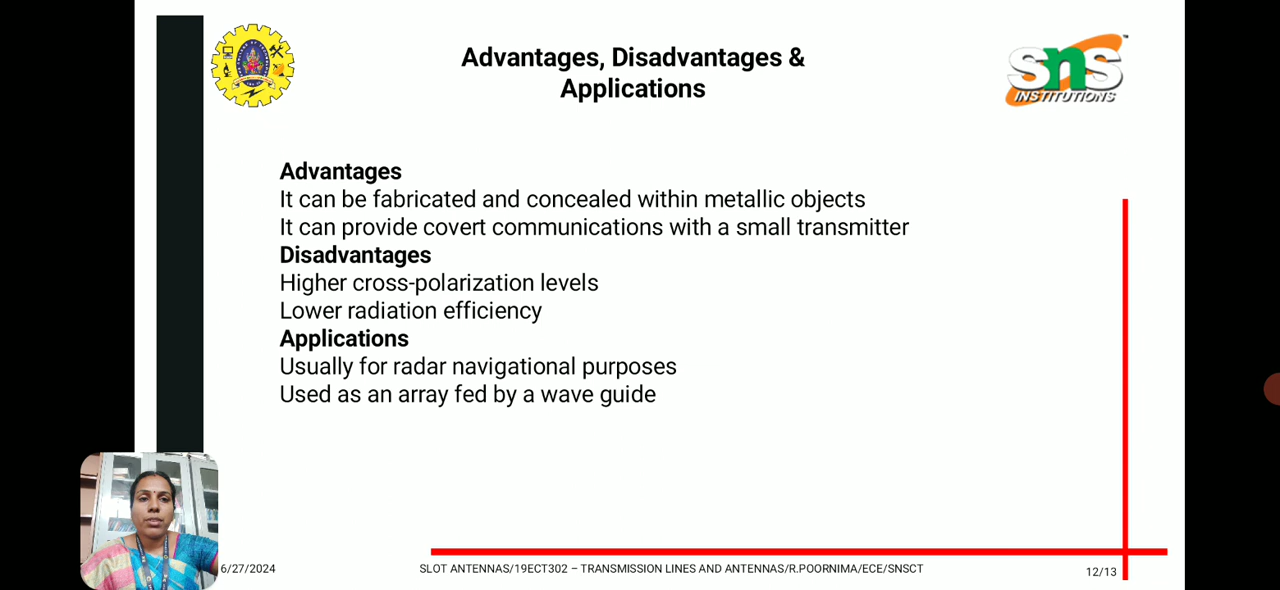 Advantages, Disadvantages &
Applications
sns
INSTITUTIONS
Advantages
It can be fabricated and concealed within metallic objects
It can provide covert communications with a small transmitter
Disadvantages
Higher cross-polarization levels
Lower radiation efficiency
Applications
Usually for radar navigational purposes
Used as an array fed by a wave guide
6/27/2024
SLOT ANTENNAS/19ECT302 – TRANSMISSION LINES AND ANTENNAS/R.POORNIMA/ECE/SNSCT
12/13